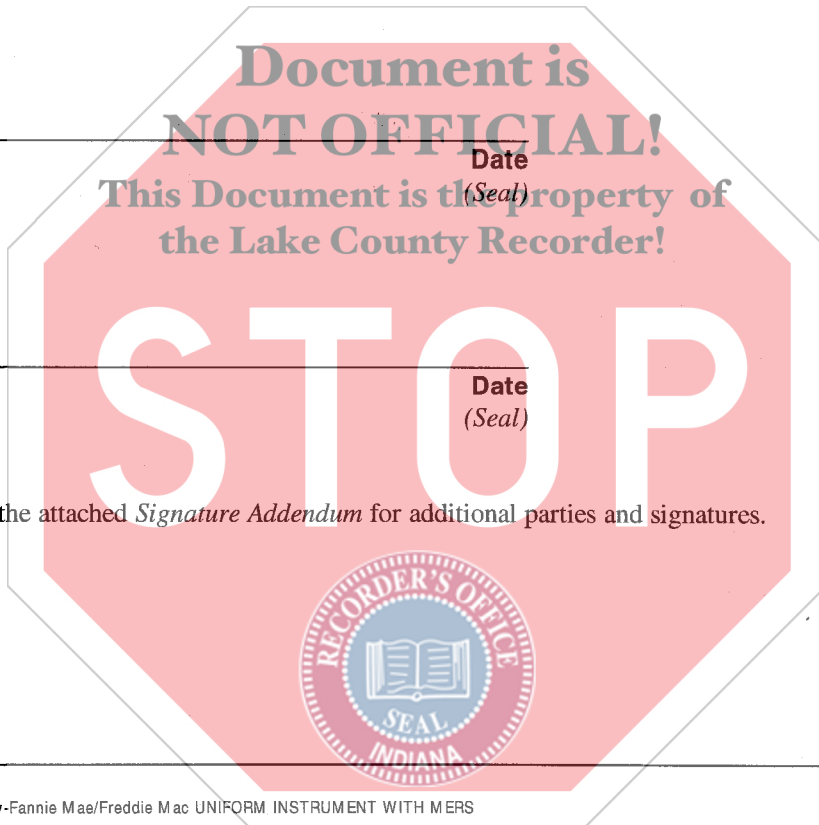 Document is
NOT OFFICIAL!
Date
This Document is the property of
(Seal)
the Lake County Recorder!
STOP
Date
(Seal)
the attached Signature Addendum for additional parties and signatures.
RECORDER'S OFFICE
SEAL
INDIANA
-Fannie Mae/Freddie Mac UNIFORM INSTRUMENT WITH MERS